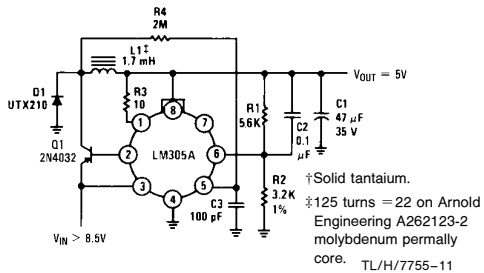 R4
2M
L1‡
1.7 mH
VOUT = 5V
D1
UTX210
R3
10
8
1
7
R1
5.6K
C2
0.1
µF
C1
47 µF
35 V
Q1
2N4032
2
LM305A
6
3
5
4
R2
3.2K
1%
C3
100 pF
VIN > 8.5V
†Solid tantaium.
‡125 turns =22 on Arnold
Engineering A262123-2
molybdenum permally
core.
TL/H/7755–11